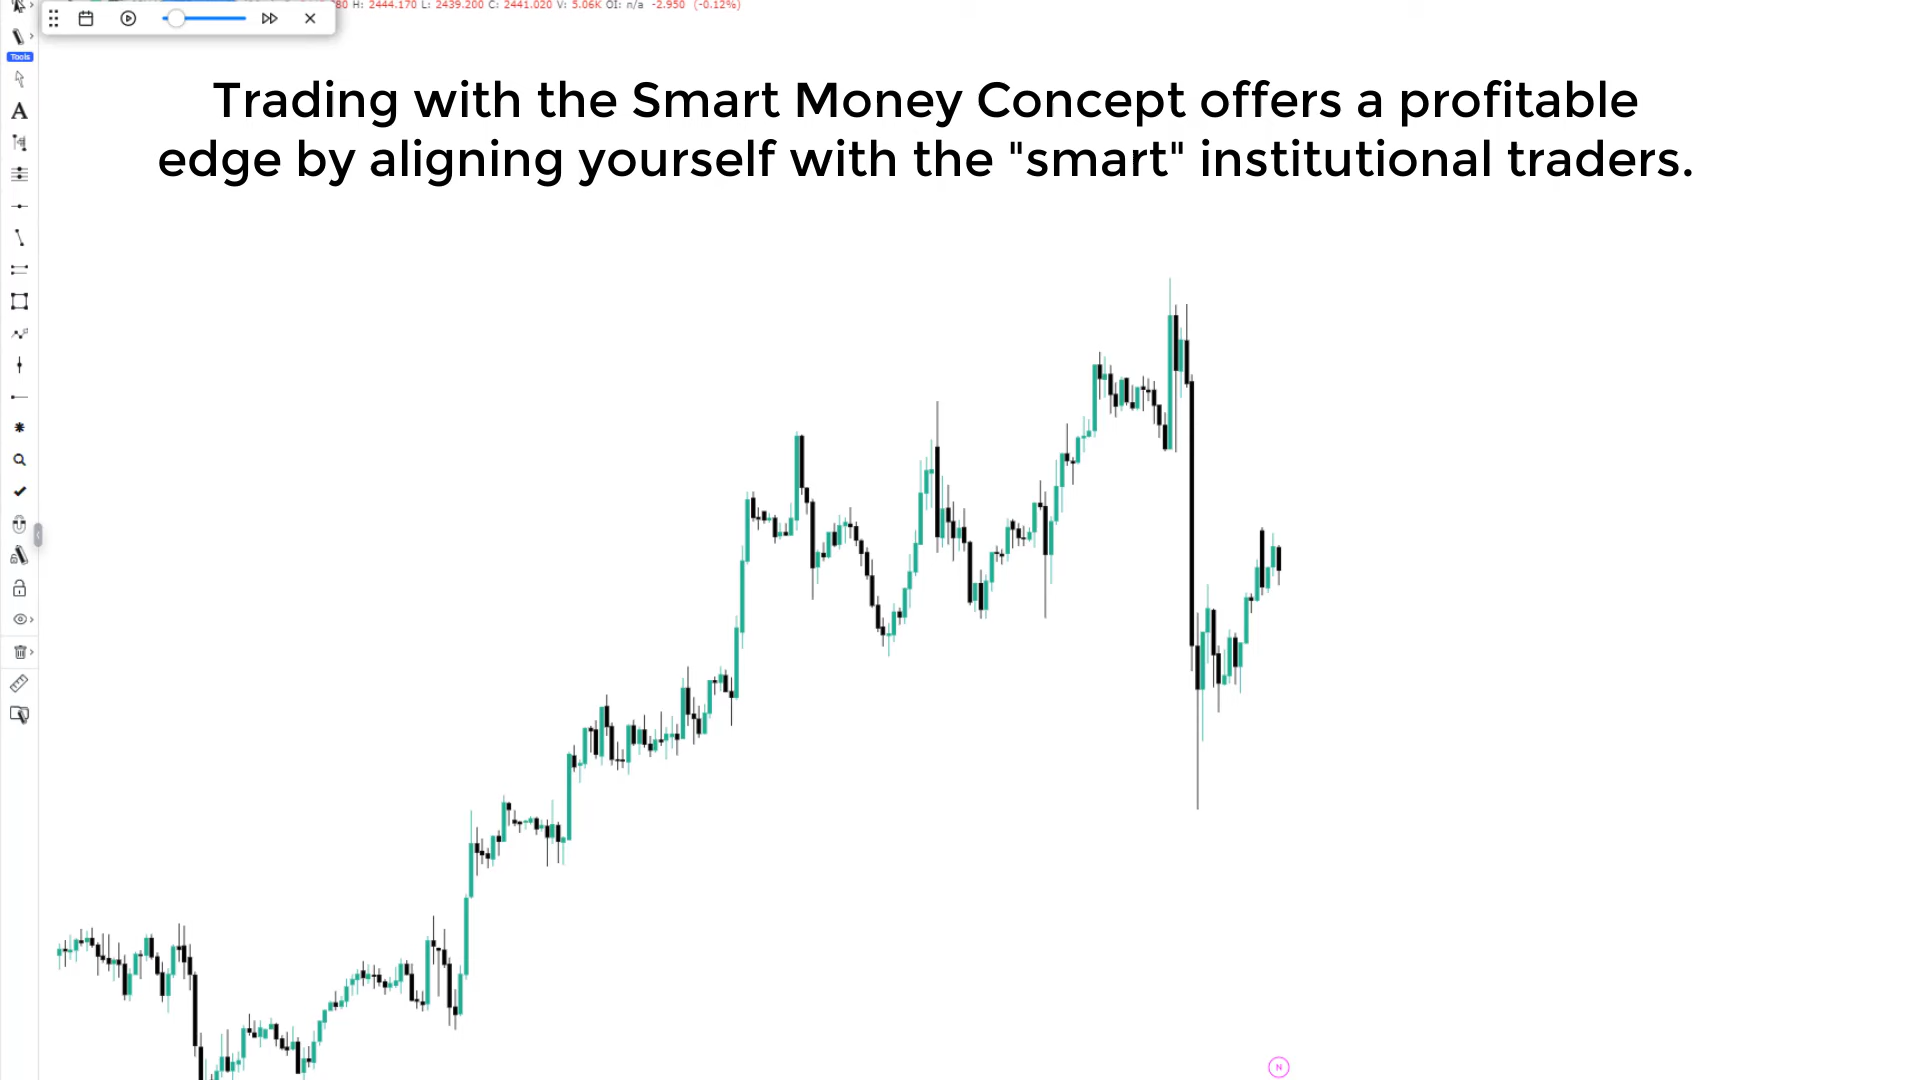 H: 2444.170 L: 2439.200 C: 2441.020 V: 5.06K OI: n/a -2.950 (-0.12%)
Tools
A
Trading with the Smart Money Concept offers a profitable
edge by aligning yourself with the "smart" institutional traders.
N